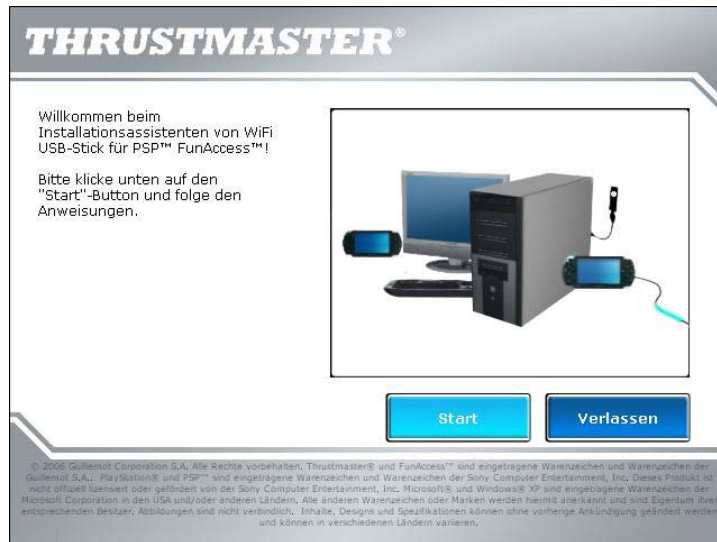 THRUSTMASTER®
Willkommen beim
Installationsassistenten von WiFi
USB-Stick für PSP™ FunAccess™!
Bitte klicke unten auf den
"Start"-Button und folge den
Anweisungen.
Start
Verlassen
© 2006 Guillemot Corporation S.A. Alle Rechte vorbehalten. Thrustmaster® und FunAccess™ sind eingetragene Warenzeichen und Warenzeichen der
Guillemot S.A.. PlayStation® und PSP™ sind eingetragene Warenzeichen und Warenzeichen der Sony Computer Entertainment, Inc. Dieses Produkt ist
nicht offiziell lizensiert oder gefördert von der Sony Computer Entertainment, Inc. Microsoft® und Windows® XP sind eingetragene Warenzeichen der
Microsoft Corporation in den USA und/oder anderen Ländern. Alle anderen Warenzeichen oder Marken werden hiermit anerkannt und sind Eigentum ihrer
entsprechenden Besitzer. Abbildungen sind nicht verbindlich. Inhalte, Designs und Spezifikationen können ohne vorherige Ankündigung geändert werden
und können in verschiedenen Ländern variieren.